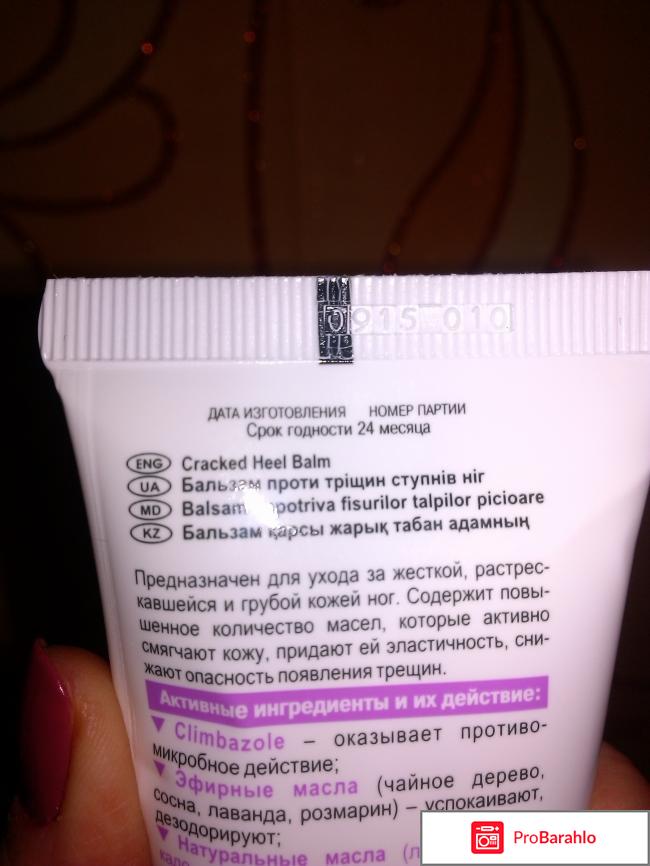 0915 010
ДАТА ИЗГОТОВЛЕНИЯ НОМЕР ПАРТИИ
Срок годности 24 месяца
ENG Cracked Heel Balm
UA Бальзам проти тріщин ступнів ніг
MD Balsam impotriva fisurilor talpilor picioare
KZ Бальзам қарсы жарық табан адамның
Предназначен для ухода за жесткой, растрес-
кавшейся и грубой кожей ног. Содержит повы-
шенное количество масел, которые активно
смягчают кожу, придают ей эластичность, сни-
жают опасность появления трещин.
Активные ингредиенты и их действие:
▼ Climbazole – оказывает противо-
микробное действие;
▼ Эфирные масла (чайное дерево,
сосна, лаванда, розмарин) – успокаивают,
дезодорируют;
▼ Натуральные масла
ProBarahlo